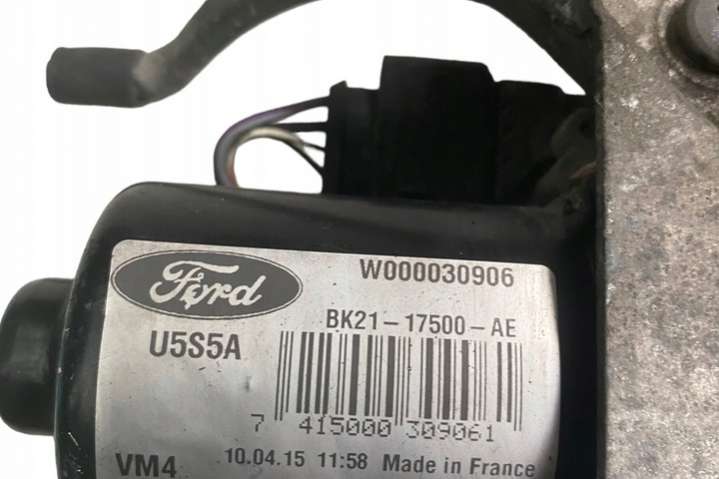 Ford
W000030906
BK21-17500-AE
U5S5A
7 415000 309061
VM4 10.04.15 11:58 Made in France